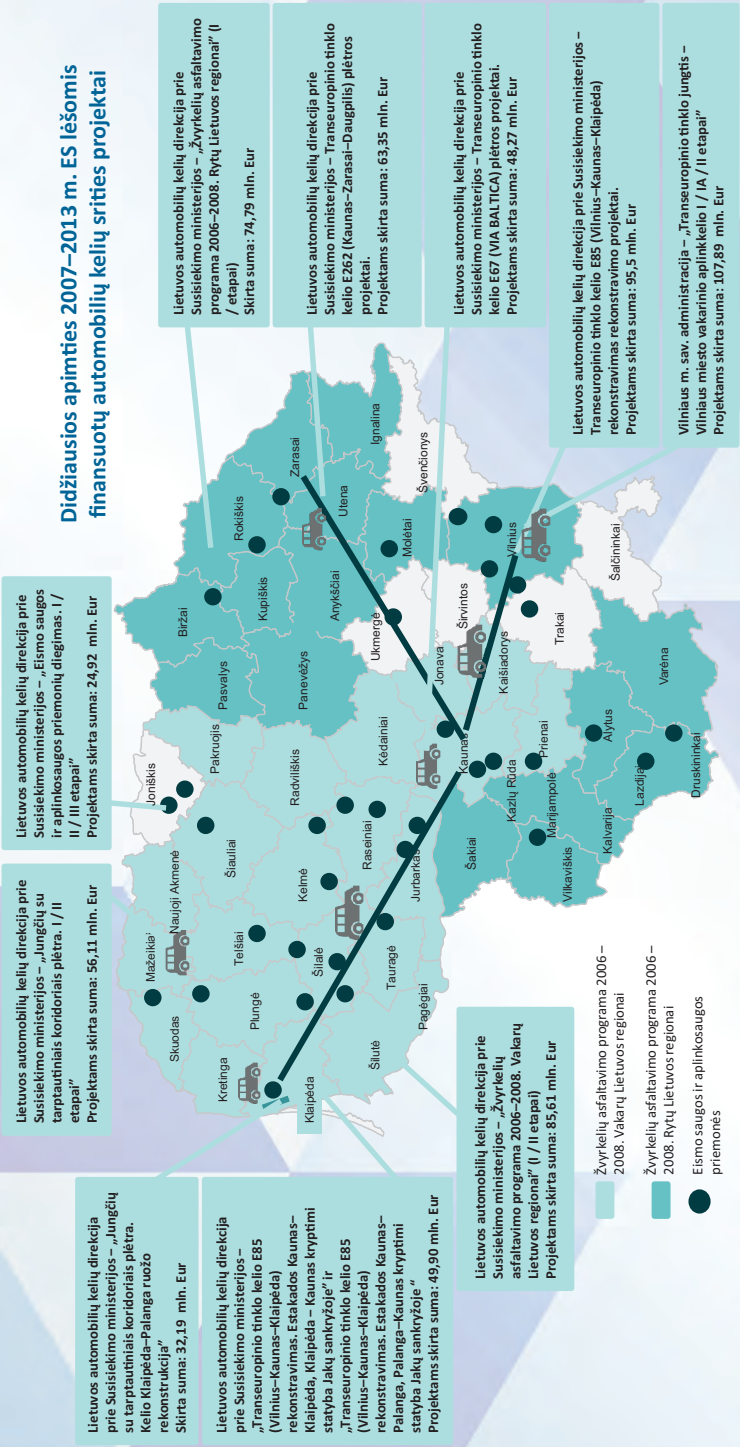 Didžiausios apimties 2007–2013 m. ES lėšomis
finansuotų automobilių kelių srities projektai
Lietuvos automobilių kelių direkcija
prie Susisiekimo ministerijos – „Jungčių
su tarptautiniais koridoriais plėtra.
Kelio Klaipėda–Palanga ruožo
rekonstrukcija”
Skirta suma: 32,19 mln. Eur
Lietuvos automobilių kelių direkcija
prie Susisiekimo ministerijos –
„Transeuropinio tinklo kelio E85
(Vilnius–Kaunas–Klaipėda)
rekonstravimas. Estakados Kaunas–
Klaipėda, Klaipėda – Kaunas kryptimi
statyba Jakų sankryžoje” ir
„Transeuropinio tinklo kelio E85
(Vilnius–Kaunas–Klaipėda)
rekonstravimas. Estakados Kaunas–
Palanga, Palanga–Kaunas kryptimi
statyba Jakų sankryžoje “
Projektams skirta suma: 49,90 mln. Eur
Lietuvos automobilių kelių direkcija prie
Susisiekimo ministerijos – „Jungčių su
tarptautiniais koridoriais plėtra. I / II
etapai”
Projektams skirta suma: 56,11 mln. Eur
Lietuvos automobilių kelių direkcija prie
Susisiekimo ministerijos – „Eismo saugos
ir aplinkosaugos priemonių diegimas. I /
II / III etapai”
Projektams skirta suma: 24,92 mln. Eur
Lietuvos automobilių kelių direkcija prie
Susisiekimo ministerijos – „Žvyrkelių asfaltavimo
programa 2006–2008. Rytų Lietuvos regionai” (I
/ etapai)
Skirta suma: 74,79 mln. Eur
Lietuvos automobilių kelių direkcija prie
Susisiekimo ministerijos – Transeuropinio tinklo
kelio E262 (Kaunas–Zarasai–Daugpilis) plėtros
projektai.
Projektams skirta suma: 63,35 mln. Eur
Lietuvos automobilių kelių direkcija prie
Susisiekimo ministerijos – Transeuropinio tinklo
kelio E67 (VIA BALTICA) plėtros projektai.
Projektams skirta suma: 48,27 mln. Eur
Lietuvos automobilių kelių direkcija prie Susisiekimo ministerijos –
Transeuropinio tinklo kelio E85 (Vilnius–Kaunas–Klaipėda)
rekonstravimas rekonstravimo projektai.
Projektams skirta suma: 95,5 mln. Eur
Vilniaus m. sav. administracija – „Transeuropinio tinklo jungtis –
Vilniaus miesto vakarinio aplinkkelio I / IA / II etapai”
Projektams skirta suma: 107,89 mln. Eur
Lietuvos automobilių kelių direkcija prie
Susisiekimo ministerijos – „Žvyrkelių
asfaltavimo programa 2006–2008. Vakarų
Lietuvos regionai” (I / II etapai)
Projektams skirta suma: 85,61 mln. Eur
Skuodas
Mažeikiai
Naujoji Akmenė
Joniškis
Pakruojis
Pasvalys
Biržai
Rokiškis
Zarasai
Kretinga
Plungė
Telšiai
Šiauliai
Radviliškis
Panevėžys
Kupiškis
Anykščiai
Utena
Ignalina
Klaipėda
Šilutė
Šilalė
Kelmė
Raseiniai
Kėdainiai
Ukmergė
Molėtai
Švenčionys
Pagėgiai
Tauragė
Jurbarkas
Kaunas
Jonava
Širvintos
Kaišiadorys
Vilnius
Šakiai
Kazlų Rūda
Prienai
Trakai
Šalčininkai
Vilkaviškis
Marijampolė
Kalvarija
Alytus
Lazdijai
Varėna
Druskininkai
Žvyrkelių asfaltavimo programa 2006 –
2008. Vakarų Lietuvos regionai
Žvyrkelių asfaltavimo programa 2006 –
2008. Rytų Lietuvos regionai
Eismo saugos ir aplinkosaugos
priemonės